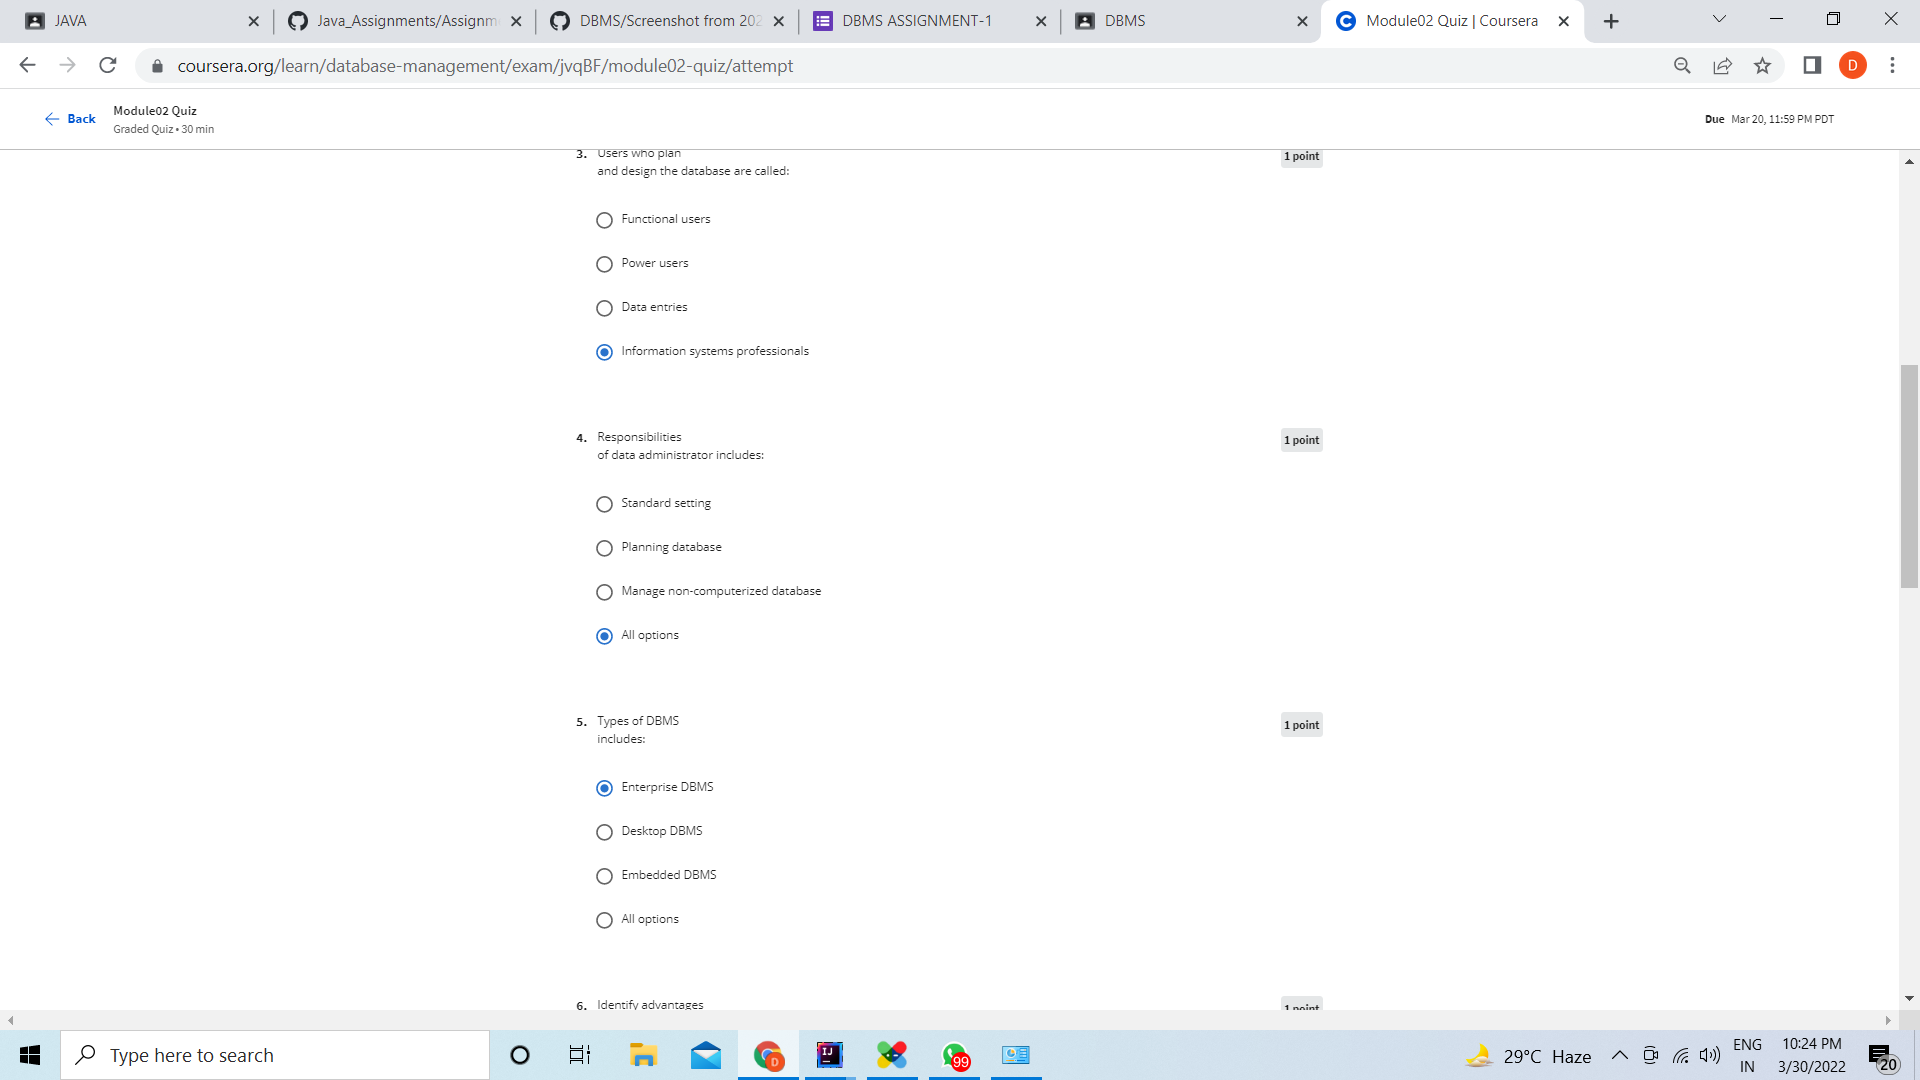 JAVA
Java_Assignments/Assignm
DBMS/Screenshot from 202
DBMS ASSIGNMENT-1
DBMS
Module02 Quiz | Coursera
coursera.org/learn/database-management/exam/jvqBF/module02-quiz/attempt
D
Back
Module02 Quiz
Graded Quiz • 30 min
Due Mar 20, 11:59 PM PDT
3. Users who plan
and design the database are called:
1 point
Functional users
Power users
Data entries
Information systems professionals
4. Responsibilities
of data administrator includes:
1 point
Standard setting
Planning database
Manage non-computerized database
All options
5. Types of DBMS
includes:
1 point
Enterprise DBMS
Desktop DBMS
Embedded DBMS
All options
6. Identify advantages
1 point
Type here to search
D
IJ
99
29°C Haze
ENG
IN
10:24 PM
3/30/2022
20